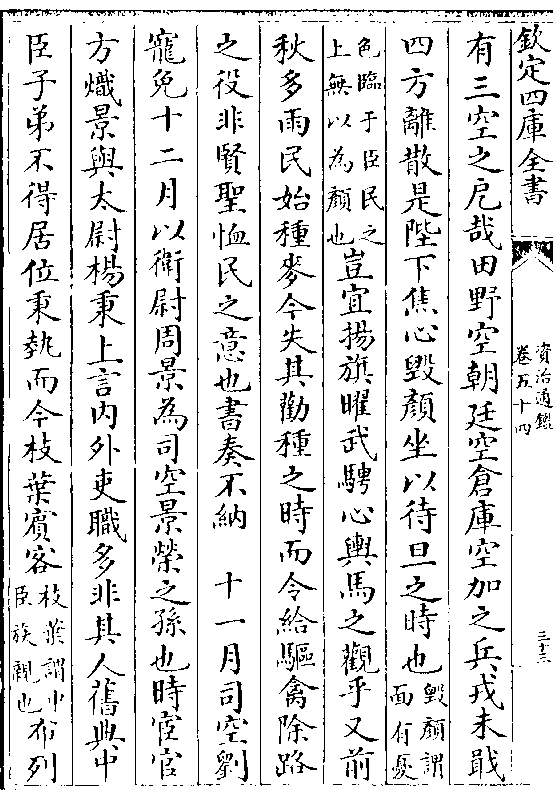 欽定四庫全書
資治通鑑
卷五十四
三十三
有三空之戹哉田野空朝廷空倉庫空加之兵戎未戢
四方離散是陛下焦心毀顔坐以待旦之時也毀顔謂面有憂
色臨于臣民之上無以為顔也豈宜揚旗曜武騁心輿馬之觀乎又前
秋多雨民始種麥今失其勸種之時而令給驅禽除路
之役非賢聖恤民之意也書奏不納　十一月司空劉
寵免十二月以衛尉周景為司空景榮之孫也時宦官
方熾景與太尉楊秉上言内外吏職多非其人舊典中
臣子弟不得居位秉埶而今枝葉賓客枝葉謂中臣族親也布列